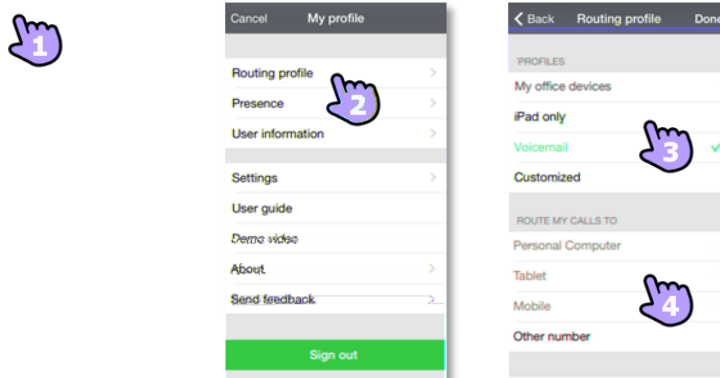 1
Cancel My profile
Routing profile
2
Presence
User information
Settings
User guide
Demo video
About
Send feedback
Sign out
Back Routing profile Done
PROFILES
My office devices
iPad only
3
Voicemail
Customized
ROUTE MY CALLS TO
Personal Computer
Tablet
4
Mobile
Other number